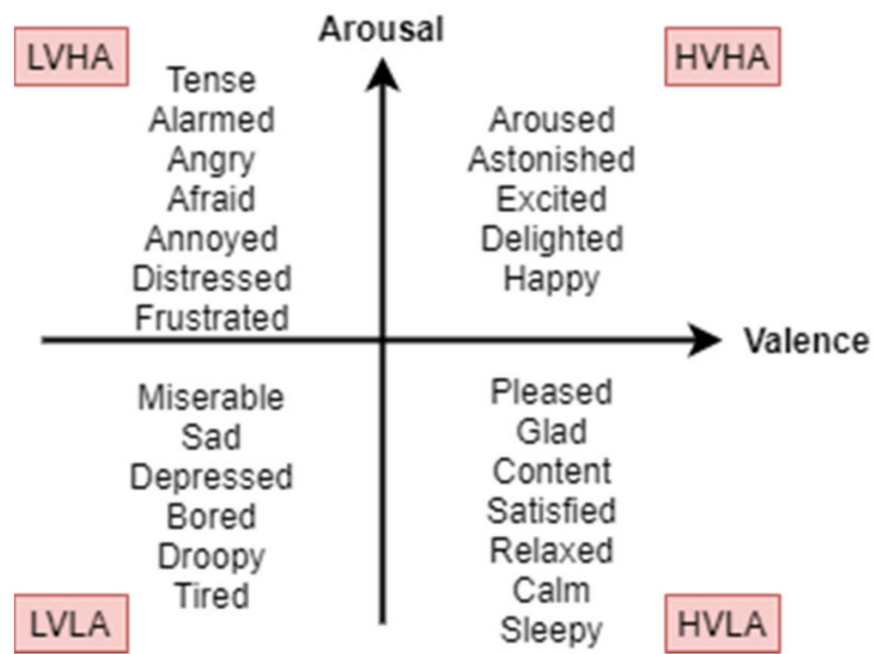 Arousal
LVHA
HVHA
Tense
Alarmed
Angry
Afraid
Annoyed
Distressed
Frustrated
Aroused
Astonished
Excited
Delighted
Happy
Valence
Miserable
Sad
Depressed
Bored
Droopy
Tired
Pleased
Glad
Content
Satisfied
Relaxed
Calm
Sleepy
LVLA
HVLA